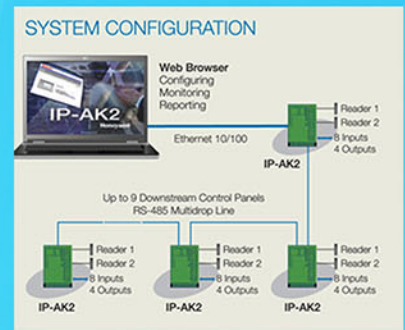 SYSTEM CONFIGURATION
Web Browser
Configuring
Monitoring
Reporting
IP-AK2
Honeywell
Ethernet 10/100
Reader 1
Reader 2
8 Inputs
4 Outputs
IP-AK2
Up to 9 Downstream Control Panels
RS-485 Multidrop Line
Reader 1
Reader 2
8 Inputs
4 Outputs
IP-AK2
Reader 1
Reader 2
8 Inputs
4 Outputs
IP-AK2
Reader 1
Reader 2
8 Inputs
4 Outputs
IP-AK2